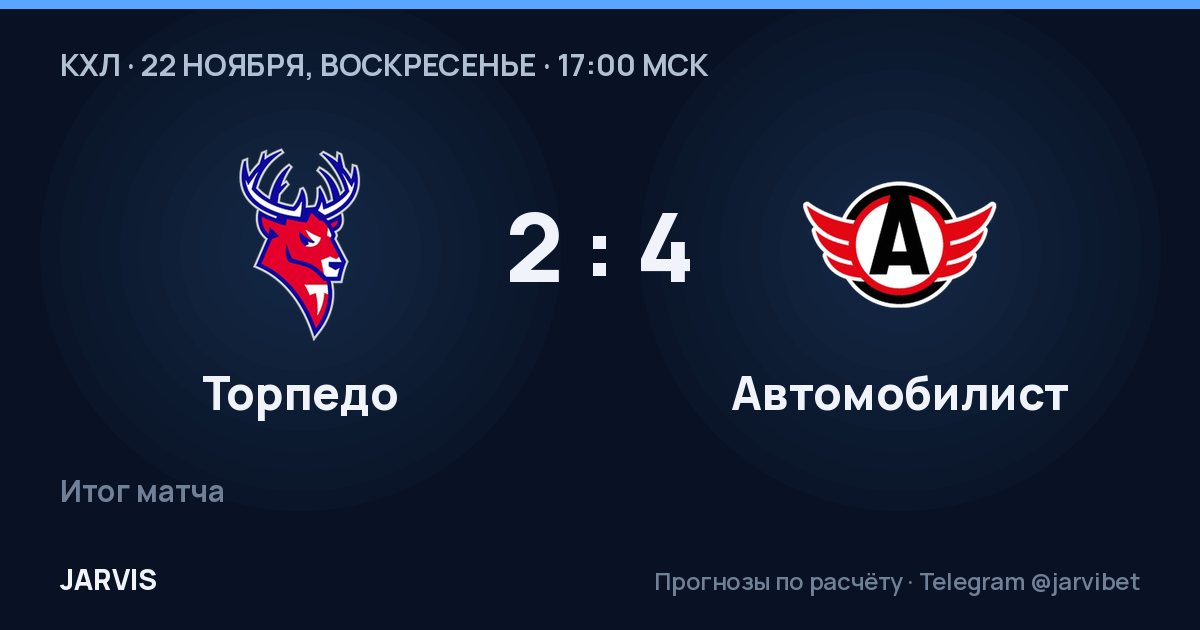 КХЛ · 22 НОЯБРЯ, ВОСКРЕСЕНЬЕ · 17:00 МСК
2 : 4
А
Торпедо
Автомобилист
Итог матча
JARVIS
Прогнозы по расчёту · Telegram @jarvibet